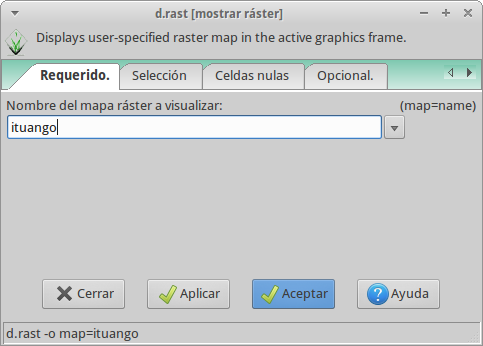 d.rast [mostrar ráster]
Displays user-specified raster map in the active graphics frame.
Requerido. Selección Celdas nulas Opcional.
Nombre del mapa ráster a visualizar: (map=name)
ituango
Cerrar Aplicar Aceptar Ayuda
d.rast -o map=ituango